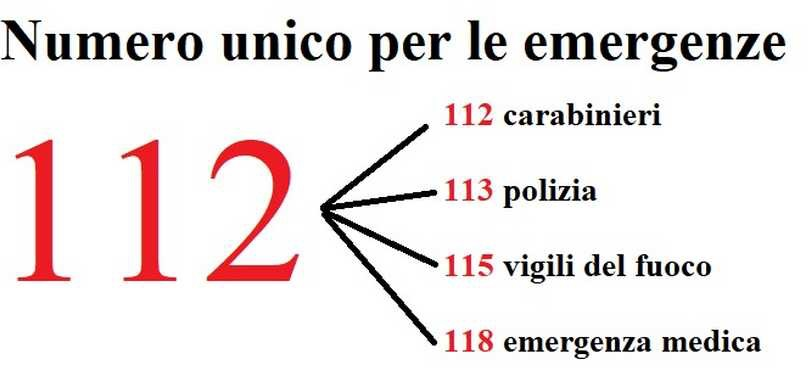 Numero unico per le emergenze
112
112 carabinieri
113 polizia
115 vigili del fuoco
118 emergenza medica